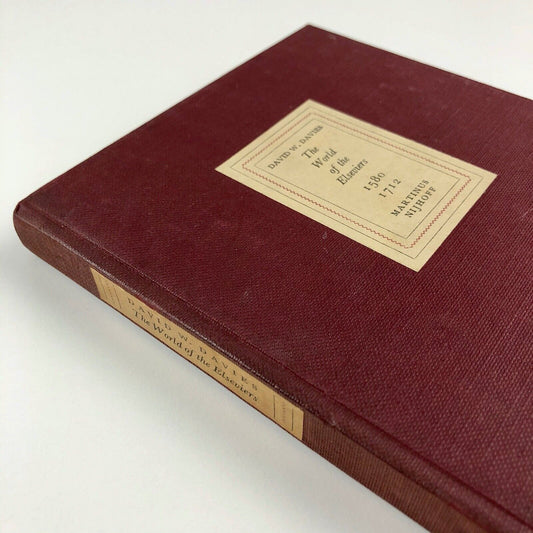 DAVID W. DAVIES
The
World
of the
Elseviers
1580
1712
MARTINUS
NIJHOFF
DAVID W. DAVIES
The World of the Elseviers